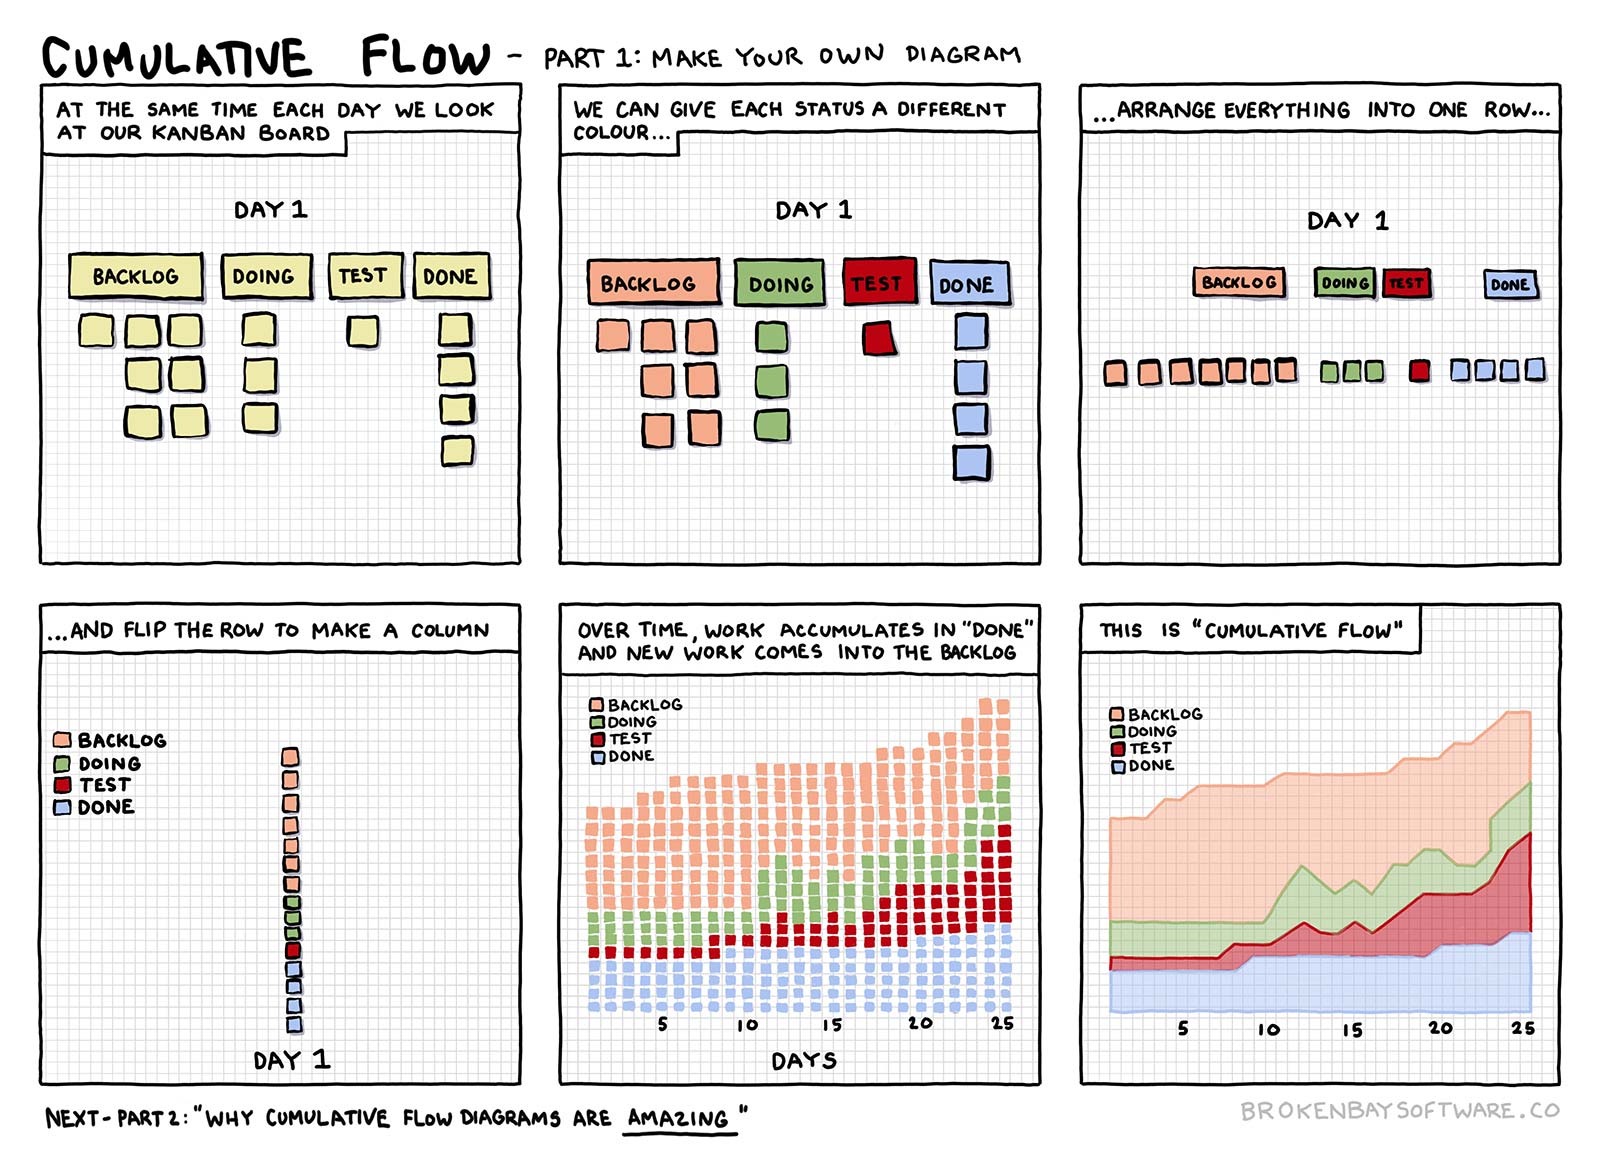 CUMULATIVE FLOW - PART 1: MAKE YOUR OWN DIAGRAM
AT THE SAME TIME EACH DAY WE LOOK
AT OUR KANBAN BOARD
DAY 1
BACKLOG DOING TEST DONE
WE CAN GIVE EACH STATUS A DIFFERENT
COLOUR...
DAY 1
BACKLOG DOING TEST DONE
...ARRANGE EVERYTHING INTO ONE ROW...
DAY 1
BACKLOG DOING TEST DONE
...AND FLIP THE ROW TO MAKE A COLUMN
BACKLOG
DOING
TEST
DONE
DAY 1
OVER TIME, WORK ACCUMULATES IN "DONE"
AND NEW WORK COMES INTO THE BACKLOG
BACKLOG
DOING
TEST
DONE
5 10 15 20 25
DAYS
THIS IS "CUMULATIVE FLOW"
BACKLOG
DOING
TEST
DONE
5 10 15 20 25
NEXT - PART 2: "WHY CUMULATIVE FLOW DIAGRAMS ARE AMAZING"
BROKENBAYSOFTWARE.CO